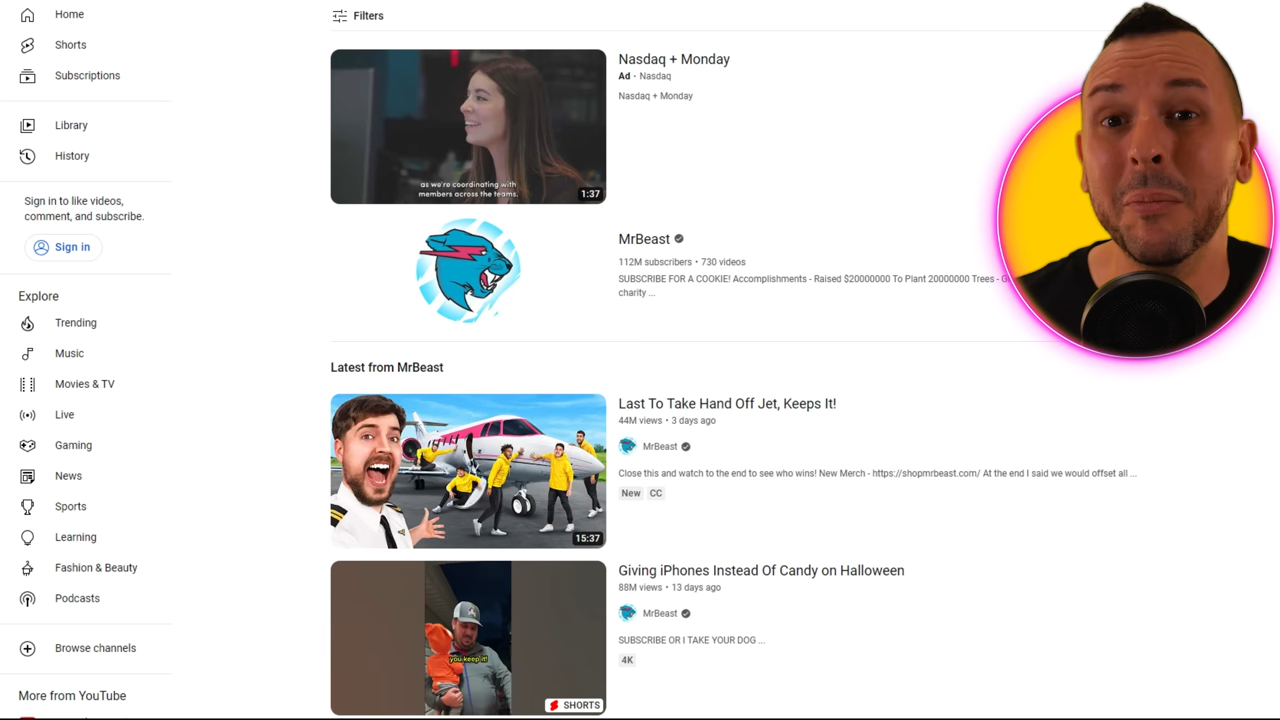 Home
Shorts
Subscriptions
Library
History
Sign in to like videos,
comment, and subscribe.
Sign in
Explore
Trending
Music
Movies & TV
Live
Gaming
News
Sports
Learning
Fashion & Beauty
Podcasts
Browse channels
More from YouTube
Filters
as we're coordinating with
members across the teams.
1:37
Nasdaq + Monday
Ad · Nasdaq
Nasdaq + Monday
MrBeast
112M subscribers · 730 videos
SUBSCRIBE FOR A COOKIE! Accomplishments - Raised $20000000 To Plant 20000000 Trees - G
charity ...
Latest from MrBeast
15:37
Last To Take Hand Off Jet, Keeps It!
44M views · 3 days ago
MrBeast
Close this and watch to the end to see who wins! New Merch - https://shopmrbeast.com/ At the end I said we would offset all ...
New CC
you keep it!
SHORTS
Giving iPhones Instead Of Candy on Halloween
88M views · 13 days ago
MrBeast
SUBSCRIBE OR I TAKE YOUR DOG ...
4K